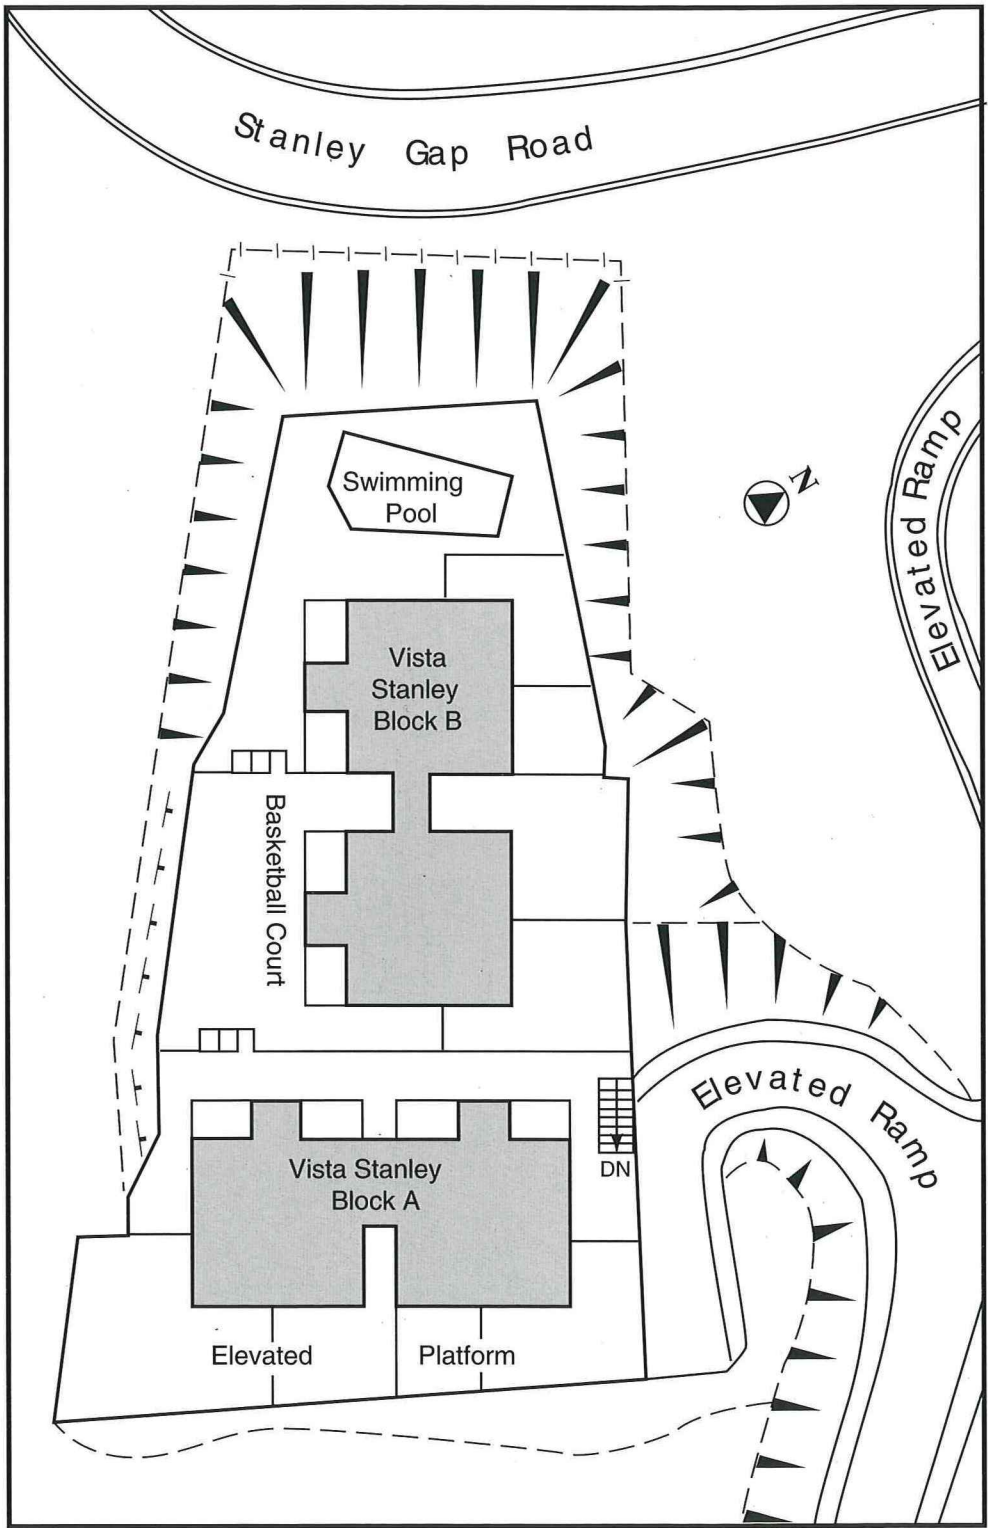 Stanley Gap Road
Swimming
Pool
N
Elevated Ramp
Vista
Stanley
Block B
Basketball Court
Elevated Ramp
Vista Stanley
Block A
DN
Elevated Platform